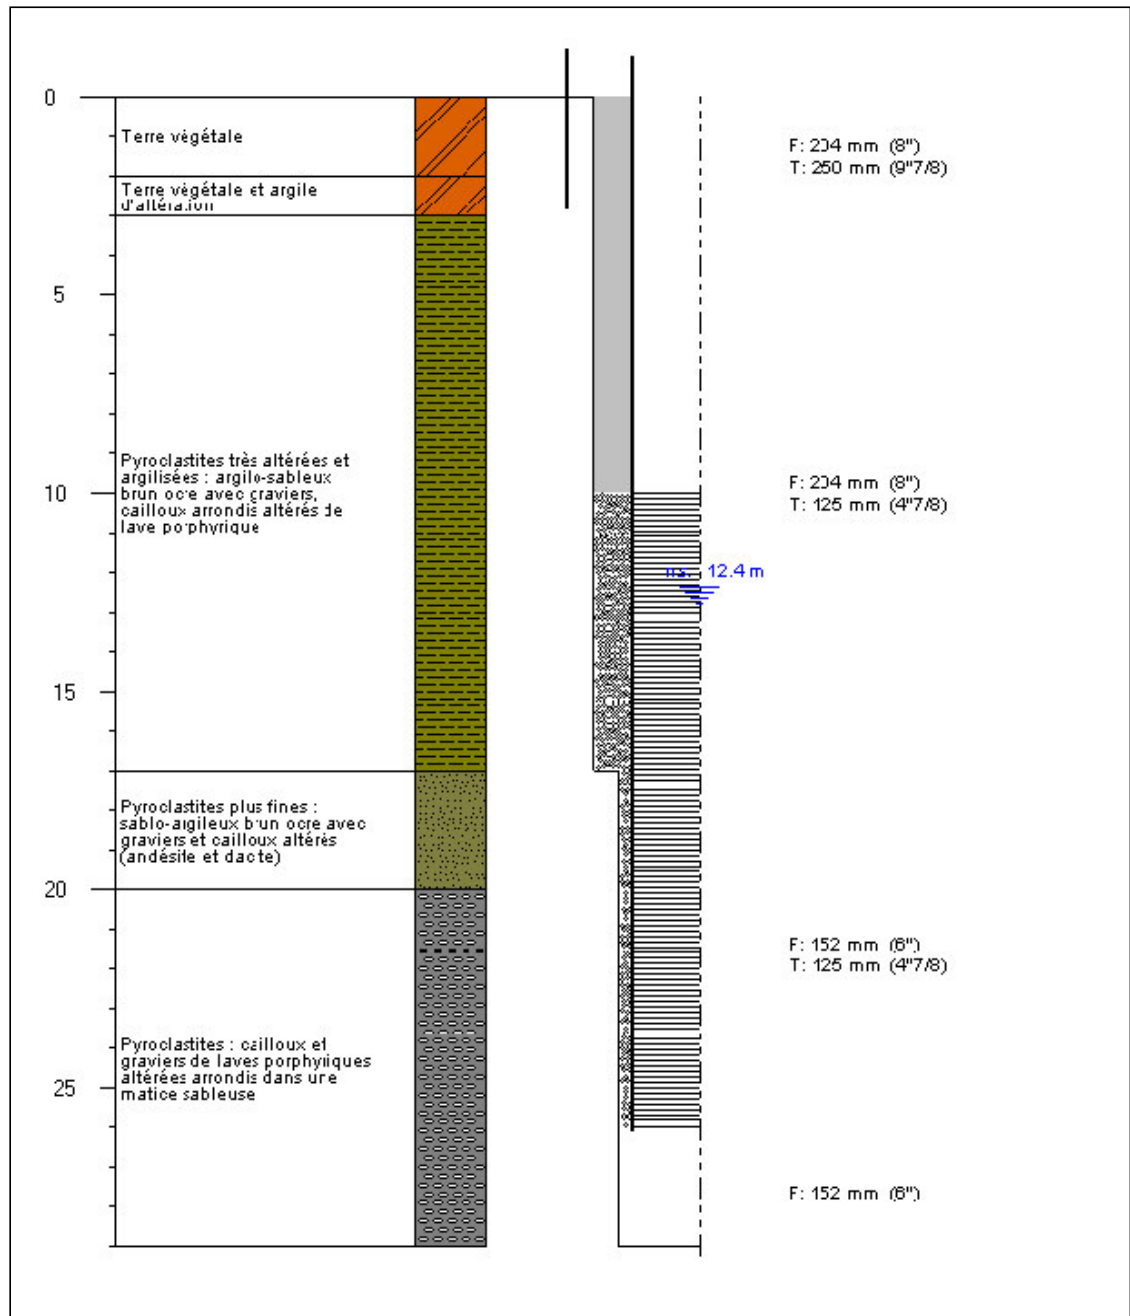 0
Terre végétale
F: 204 mm (8")
T: 250 mm (9"7/8)
Terre végétale et argile
d'altération
5
Pyroclastites très altérées et
argilisées : argilo-sableux
brun ocre avec graviers,
cailloux arrondis altérés de
lave porphyrique
10
F: 204 mm (8")
T: 125 mm (4"7/8)
ns. 12.4 m
15
Pyroclastites plus fines :
sablo-argileux brun ocre avec
graviers et cailloux altérés
(andésite et dacte)
20
F: 152 mm (6")
T: 125 mm (4"7/8)
Pyroclastites : cailloux et
graviers de laves porphyriques
altérées arrondis dans une
matice sableuse
25
F: 152 mm (6")